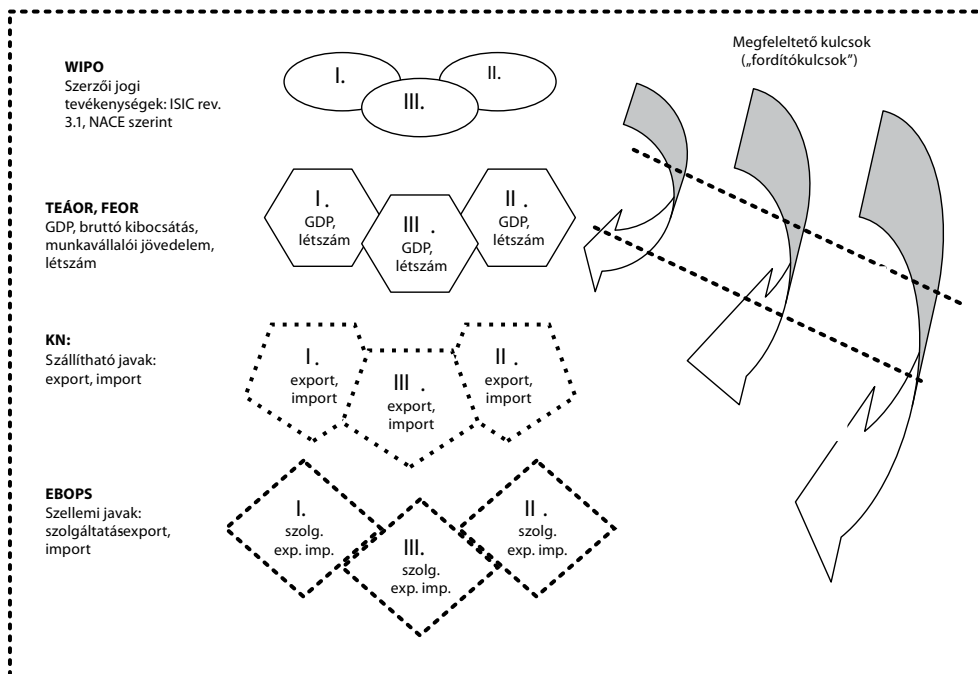 Megfeleltető kulcsok
(„fordítókulcsok”)
WIPO
Szerzői jogi
tevékenységek: ISIC rev.
3.1, NACE szerint
I.
II.
III.
TEÁOR, FEOR
GDP, bruttó kibocsátás,
munkavállalói jövedelem,
létszám
I .
GDP,
létszám
III .
GDP,
létszám
II .
GDP,
létszám
KN:
Szállítható javak:
export, import
I .
export,
import
III .
export,
import
II .
export,
import
EBOPS
Szellemi javak:
szolgáltatásexport,
import
I.
szolg.
exp. imp.
III.
szolg.
exp. imp.
II .
szolg.
exp. imp.